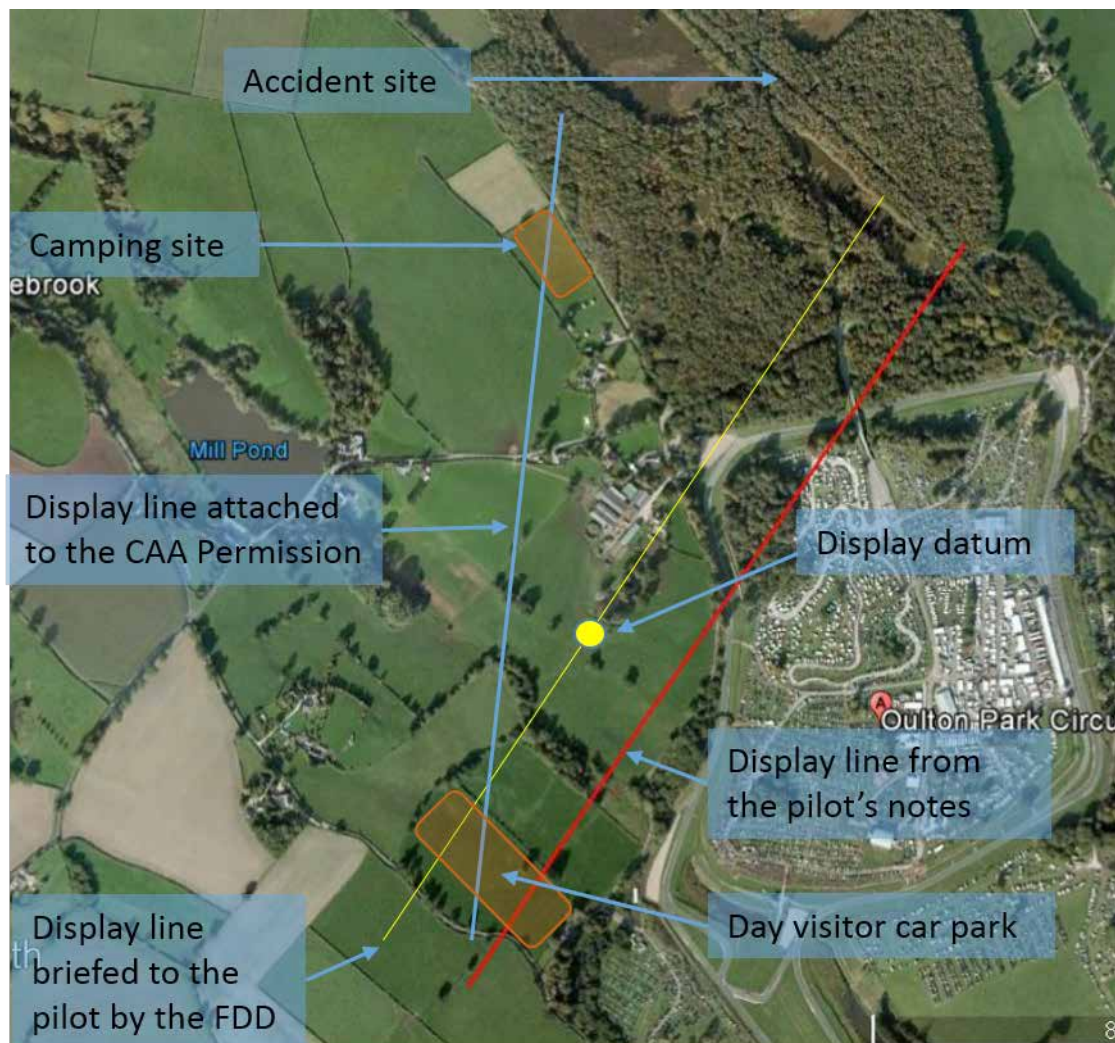 Accident site
Camping site
ebrook
Mill Pond
Display line attached
to the CAA Permission
Display datum
A
Oulton Park Circu
Display line from
the pilot's notes
Day visitor car park
Display line
briefed to the
pilot by the FDD
th
8